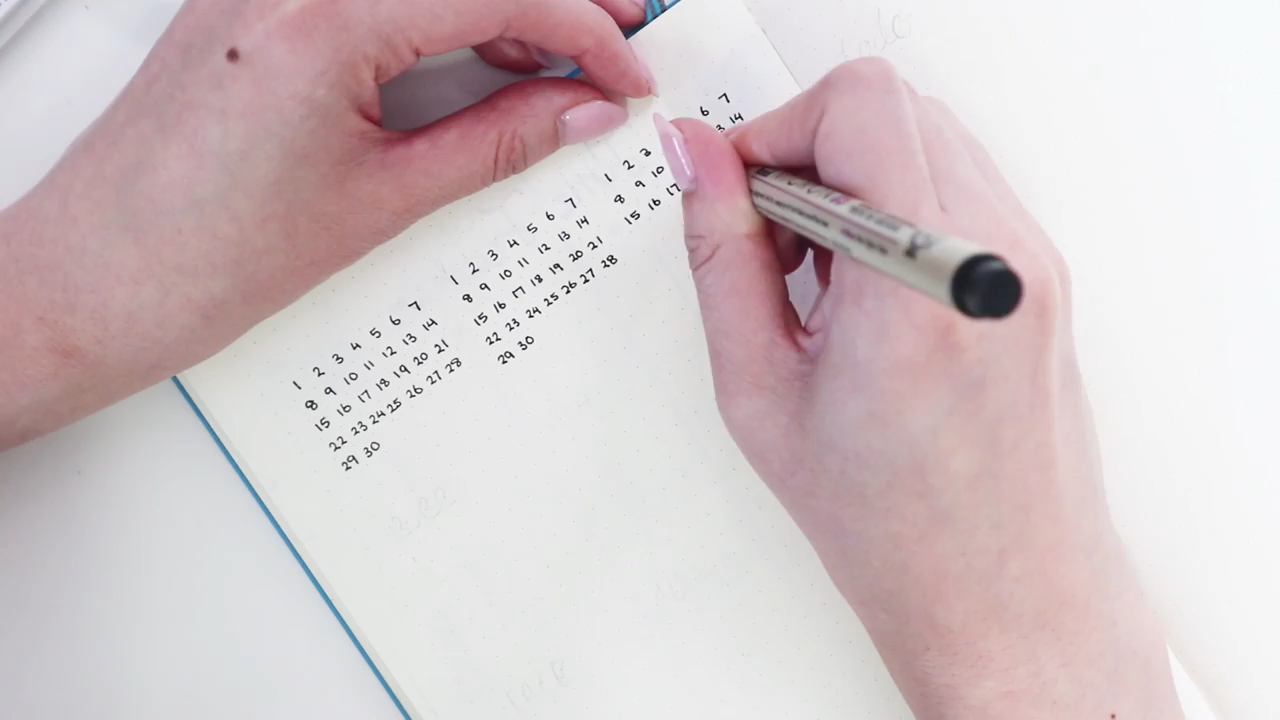 1 2 3 4 5 6 7
8 9 10 11 12 13 14
15 16 17 18 19 20 21
22 23 24 25 26 27 28
29 30
1 2 3 4 5 6 7
8 9 10 11 12 13 14
15 16 17 18 19 20 21
22 23 24 25 26 27 28
29 30
1 2 3 6 7
8 9 10 14
15 16 17